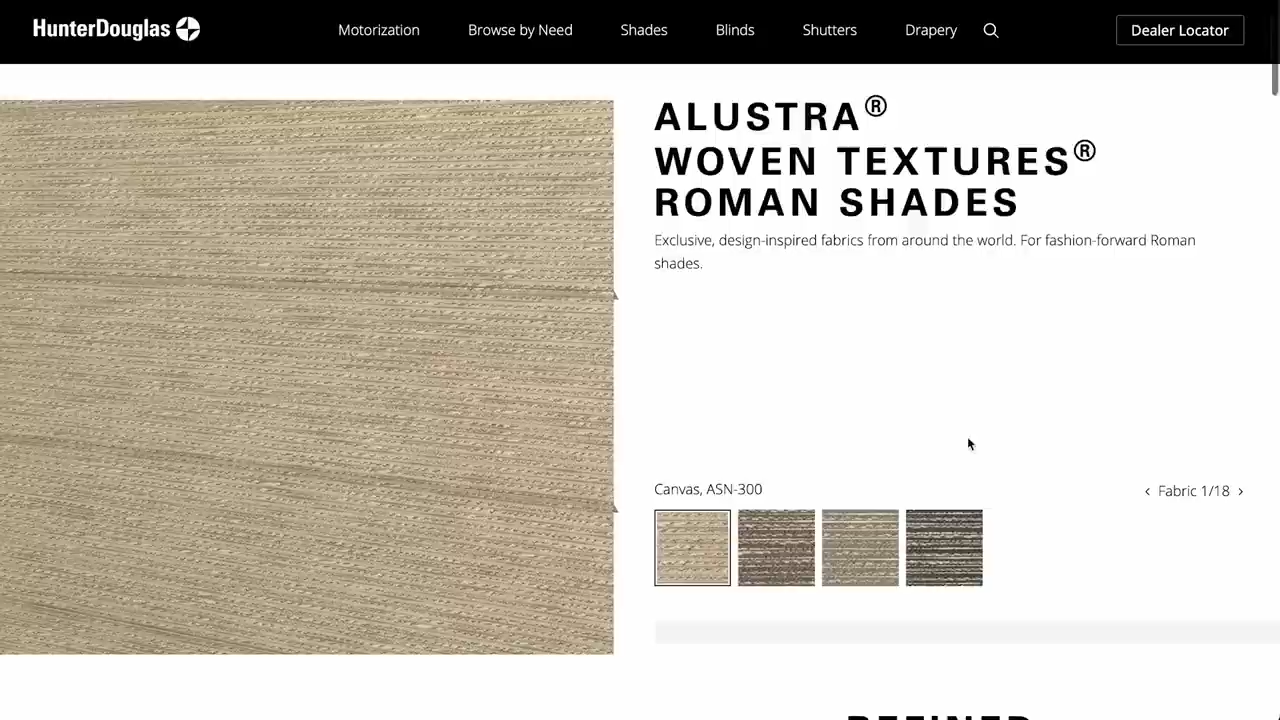 HunterDouglas
Motorization
Browse by Need
Shades
Blinds
Shutters
Drapery
Dealer Locator
ALUSTRA®
WOVEN TEXTURES®
ROMAN SHADES
Exclusive, design-inspired fabrics from around the world. For fashion-forward Roman
shades.
Canvas, ASN-300
‹ Fabric 1/18 ›
REFINED